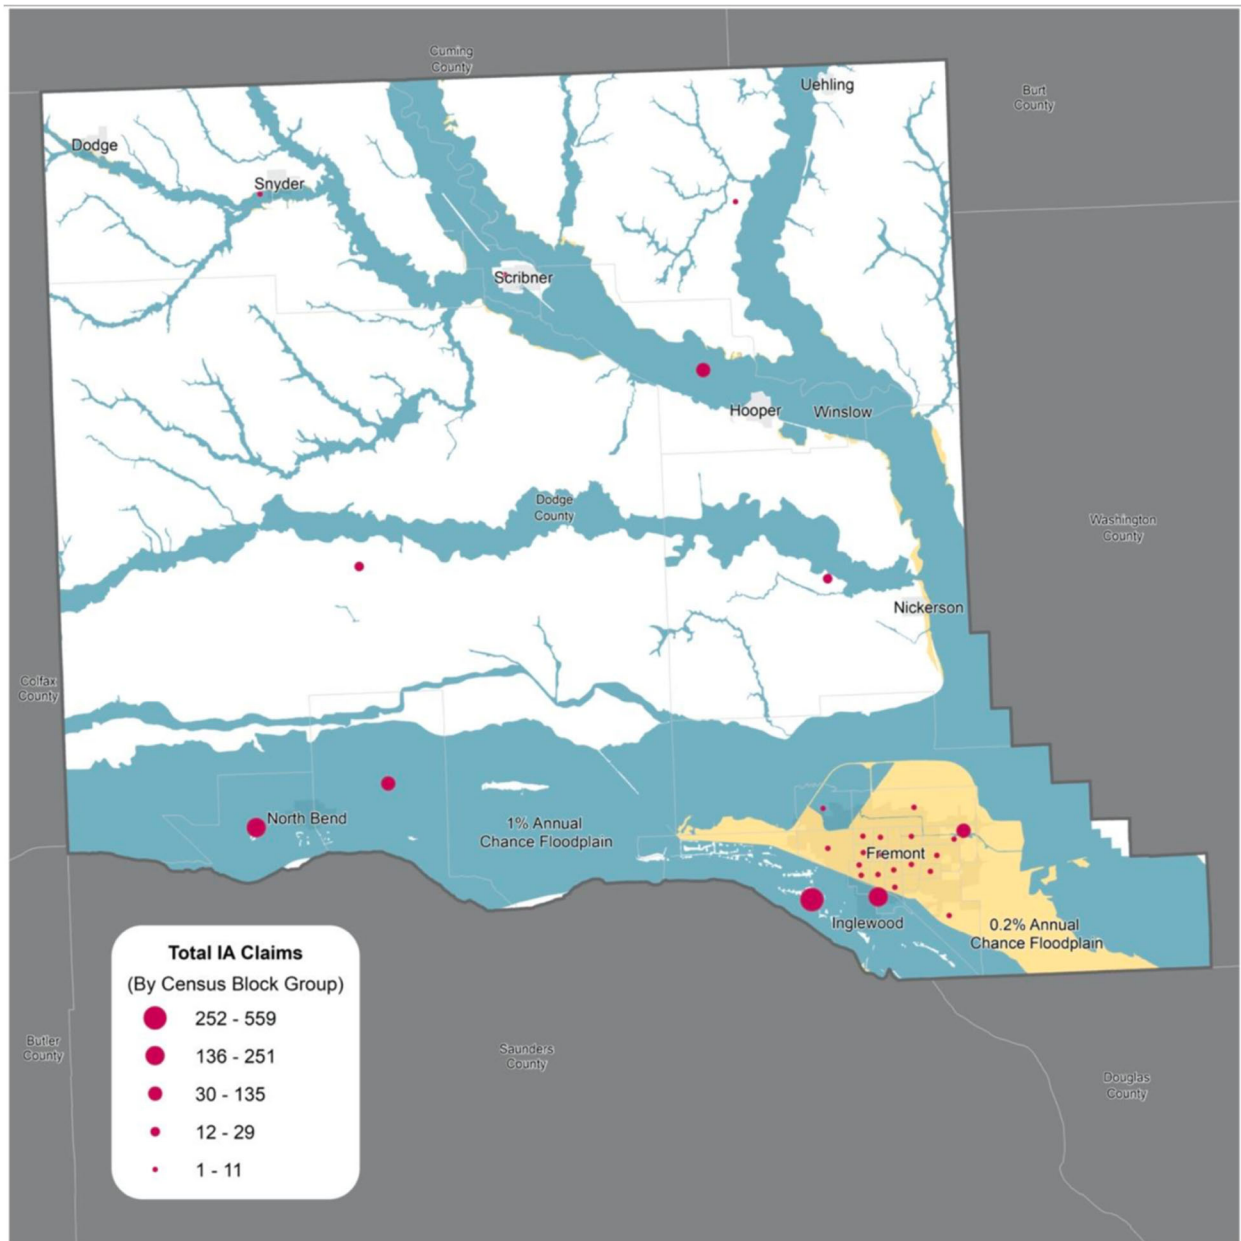 Cuming
County
Uehling
Burt
County
Dodge
Snyder
Scribner
Hooper
Winslow
Dodge
County
Washington
County
Nickerson
Colfax
County
North Bend
1% Annual
Chance Floodplain
Fremont
Inglewood
0.2% Annual
Chance Floodplain
Total IA Claims
(By Census Block Group)
252 - 559
136 - 251
30 - 135
12 - 29
1 - 11
Butler
County
Saunders
County
Douglas
County